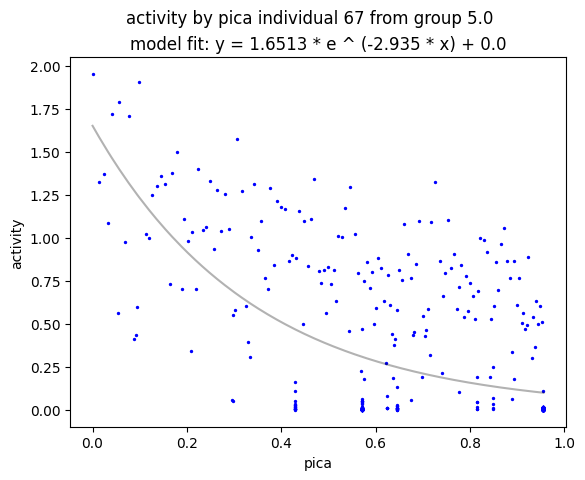 activity by pica individual 67 from group 5.0
model fit: y = 1.6513 * e ^ (-2.935 * x) + 0.0
2.00
1.75
1.50
1.25
1.00
0.75
0.50
0.25
0.00
activity
0.0 0.2 0.4 0.6 0.8 1.0
pica